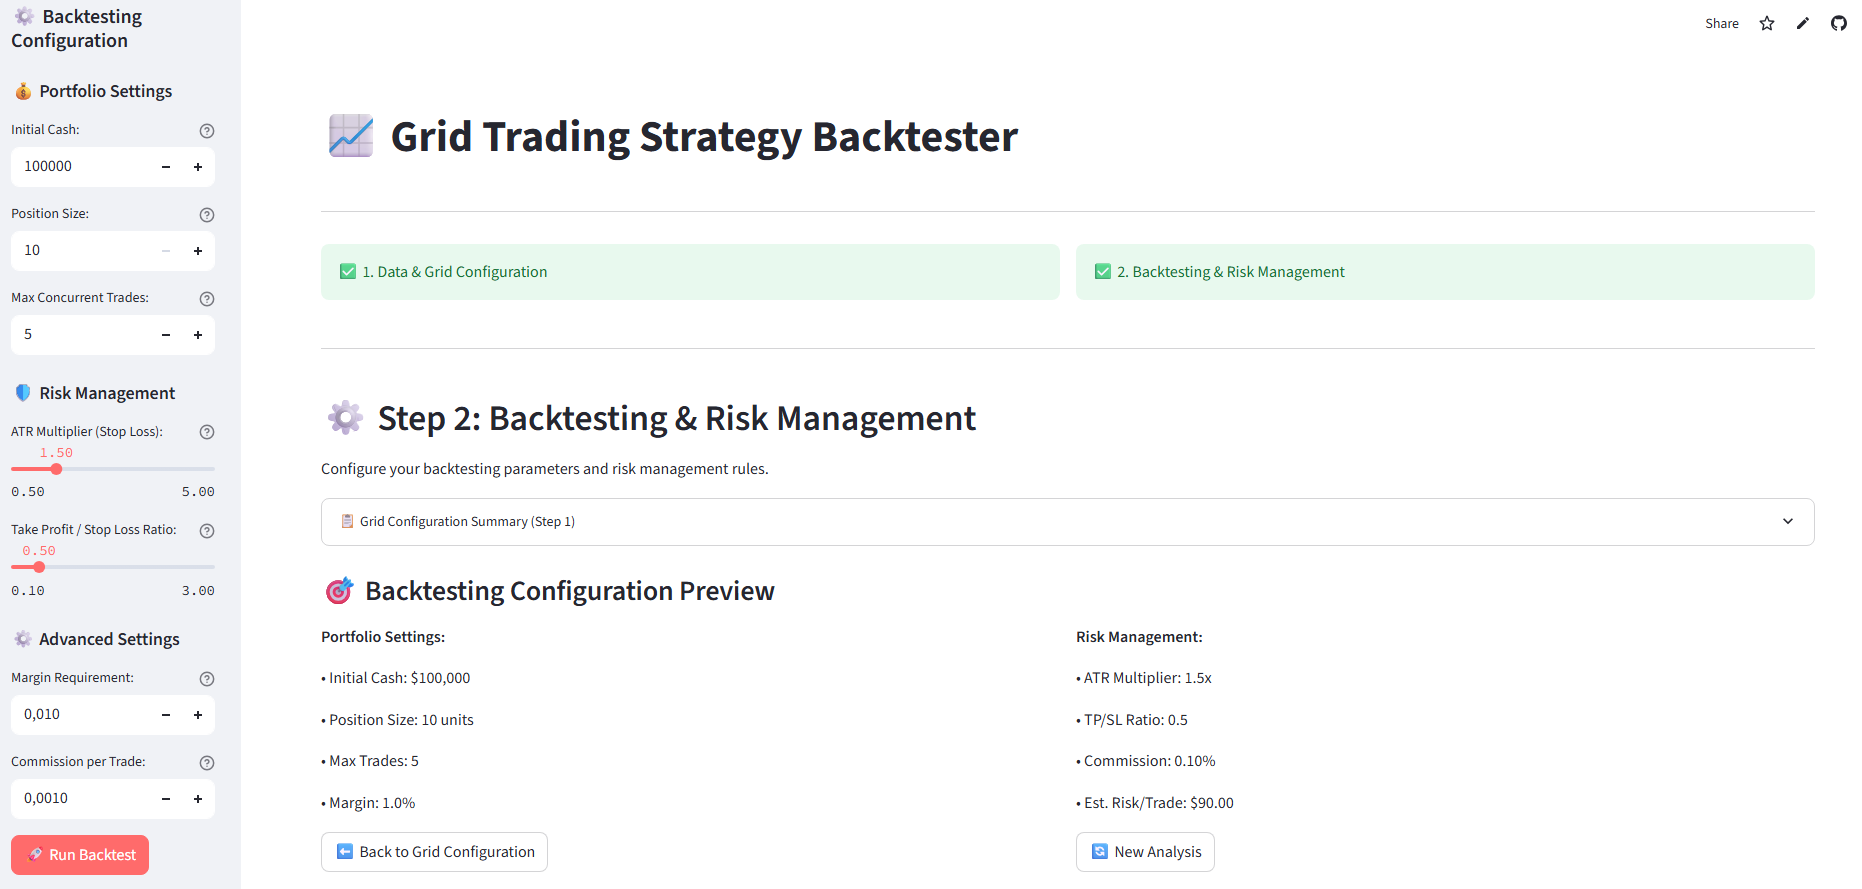 Backtesting
Configuration
Portfolio Settings
Initial Cash:
100000
Position Size:
10
Max Concurrent Trades:
5
Risk Management
ATR Multiplier (Stop Loss):
1.50
0.50 5.00
Take Profit / Stop Loss Ratio:
0.50
0.10 3.00
Advanced Settings
Margin Requirement:
0,010
Commission per Trade:
0,0010
Run Backtest
Share
Grid Trading Strategy Backtester
1. Data & Grid Configuration
2. Backtesting & Risk Management
Step 2: Backtesting & Risk Management
Configure your backtesting parameters and risk management rules.
Grid Configuration Summary (Step 1)
Backtesting Configuration Preview
Portfolio Settings:
• Initial Cash: $100,000
• Position Size: 10 units
• Max Trades: 5
• Margin: 1.0%
Back to Grid Configuration
Risk Management:
• ATR Multiplier: 1.5x
• TP/SL Ratio: 0.5
• Commission: 0.10%
• Est. Risk/Trade: $90.00
New Analysis